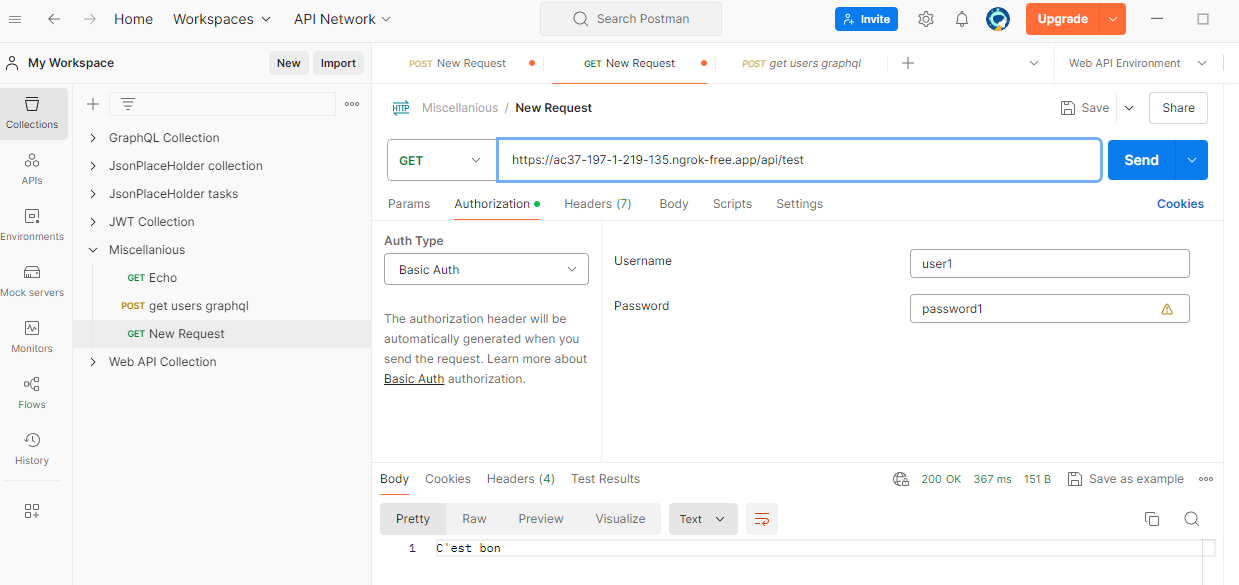 Home Workspaces API Network Search Postman Invite Upgrade
My Workspace New Import
POST New Request GET New Request POST get users graphql Web API Environment
Collections
APIs
Environments
Mock servers
Monitors
Flows
History
GraphQL Collection
JsonPlaceHolder collection
JsonPlaceHolder tasks
JWT Collection
Miscellanious
GET Echo
POST get users graphql
GET New Request
Web API Collection
HTTP Miscellanious / New Request Save Share
GET https://ac37-197-1-219-135.ngrok-free.app/api/test Send
Params Authorization Headers (7) Body Scripts Settings Cookies
Auth Type
Basic Auth
The authorization header will be
automatically generated when you
send the request. Learn more about
Basic Auth authorization.
Username user1
Password password1
Body Cookies Headers (4) Test Results 200 OK 367 ms 151 B Save as example
Pretty Raw Preview Visualize Text
1 C'est bon